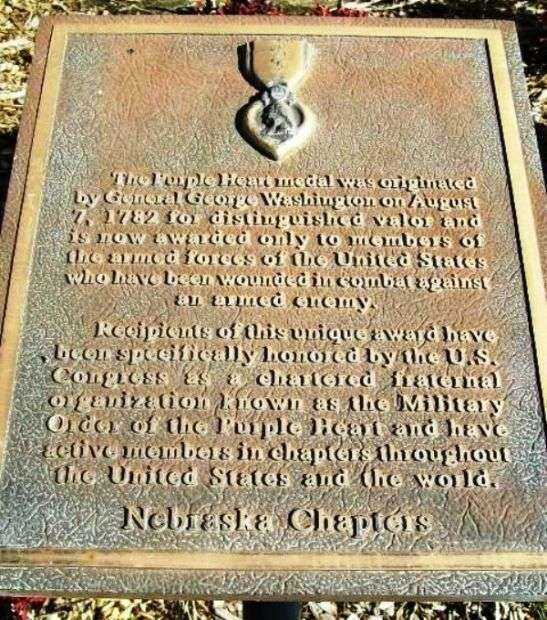 The Purple Heart medal was originated
by General George Washington on August
7, 1782 for distinguished valor and
is now awarded only to members of
the armed forces of the United States
who have been wounded in combat against
an armed enemy.
Recipients of this unique award have
been specifically honored by the U.S.
Congress as a chartered fraternal
organization known as the Military
Order of the Purple Heart and have
active members in chapters throughout
the United States and the world.
Nebraska Chapters